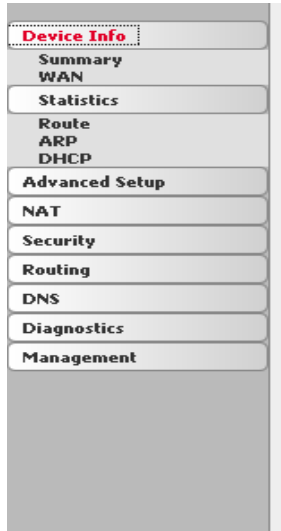 Device Info
Summary
WAN
Statistics
Route
ARP
DHCP
Advanced Setup
NAT
Security
Routing
DNS
Diagnostics
Management